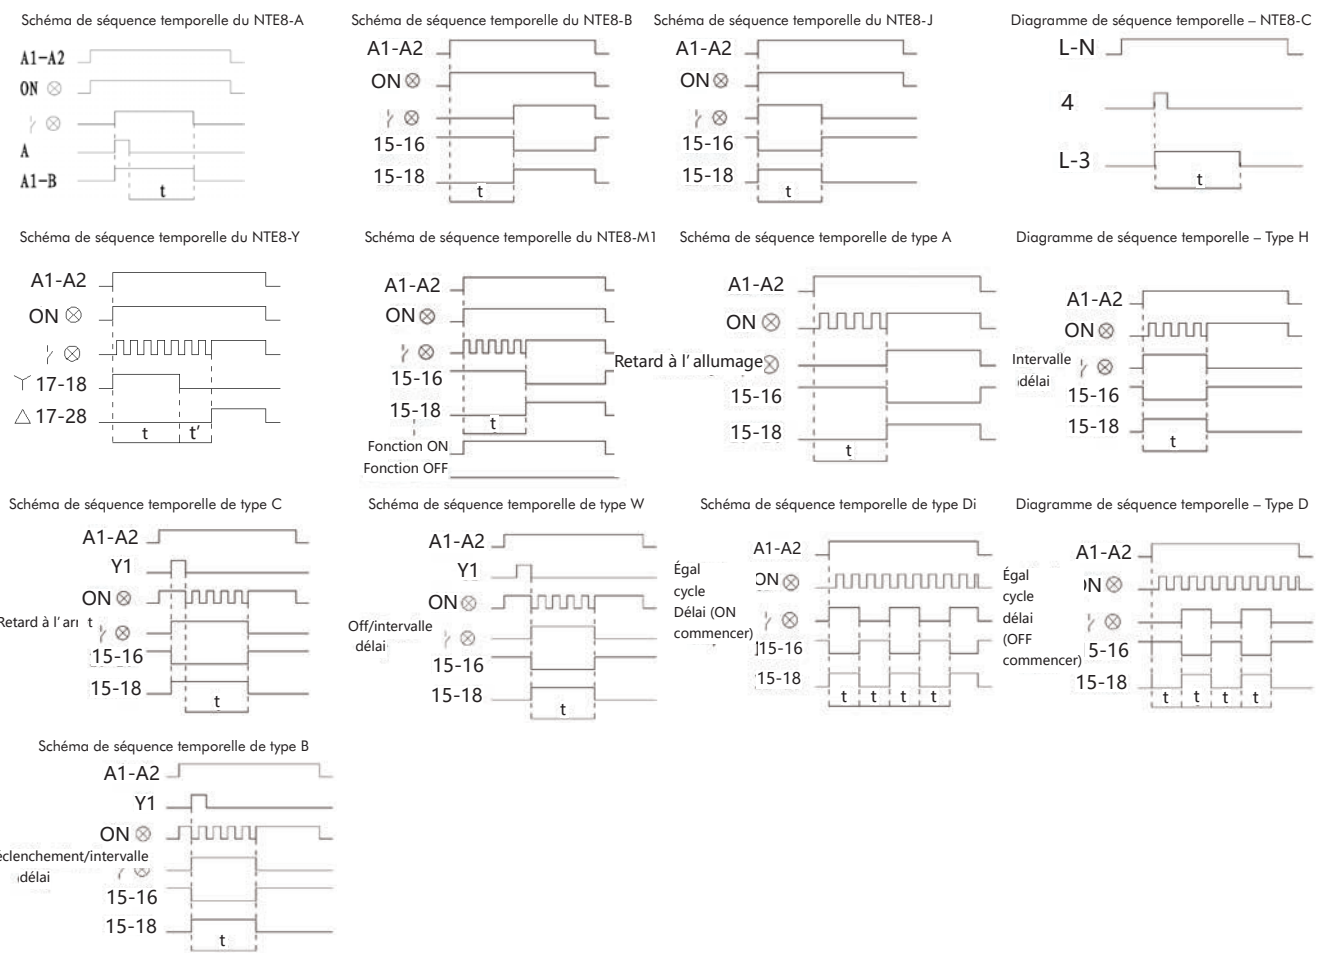 Schéma de séquence temporelle du NTE8-A
A1-A2
ON
A
A1-B
t
Schéma de séquence temporelle du NTE8-B
A1-A2
ON
15-16
15-18
t
Schéma de séquence temporelle du NTE8-J
A1-A2
ON
15-16
15-18
t
Diagramme de séquence temporelle – NTE8-C
L-N
4
L-3
t
Schéma de séquence temporelle du NTE8-Y
A1-A2
ON
17-18
17-28
t t'
Schéma de séquence temporelle du NTE8-M1
A1-A2
ON
15-16
15-18
t
Fonction ON
Fonction OFF
Schéma de séquence temporelle de type A
A1-A2
ON
Retard à l'allumage
15-16
15-18
t
Diagramme de séquence temporelle – Type H
A1-A2
ON
Intervalle
délai
15-16
15-18
t
Schéma de séquence temporelle de type C
A1-A2
Y1
ON
Retard à l'arr t
15-16
15-18
t
Schéma de séquence temporelle de type W
A1-A2
Y1
ON
Off/intervalle
délai
15-16
15-18
t
Schéma de séquence temporelle de type Di
A1-A2
ON
Égal
cycle
Délai (ON
commencer)
15-16
15-18
t t t t
Diagramme de séquence temporelle – Type D
A1-A2
N
Égal
cycle
délai
(OFF
commencer)
5-16
15-18
t t t t
Schéma de séquence temporelle de type B
A1-A2
Y1
ON
éclenchement/intervalle
délai
15-16
15-18
t